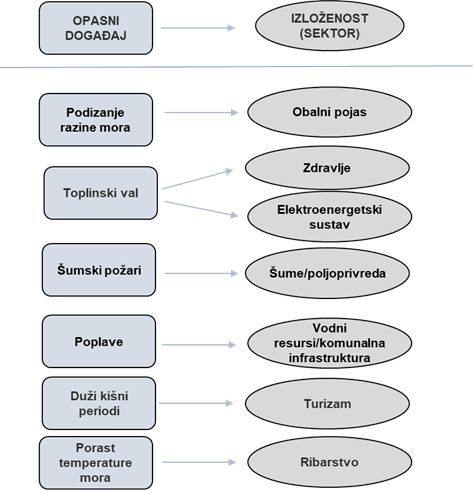 OPASNI
DOGAĐAJ
IZLOŽENOST
(SEKTOR)
Podizanje
razine mora
Obalni pojas
Toplinski val
Zdravlje
Elektroenergetski
sustav
Šumski požari
Šume/poljoprivreda
Poplave
Vodni
resursi/komunalna
infrastruktura
Duži kišni
periodi
Turizam
Porast
temperature
mora
Ribarstvo